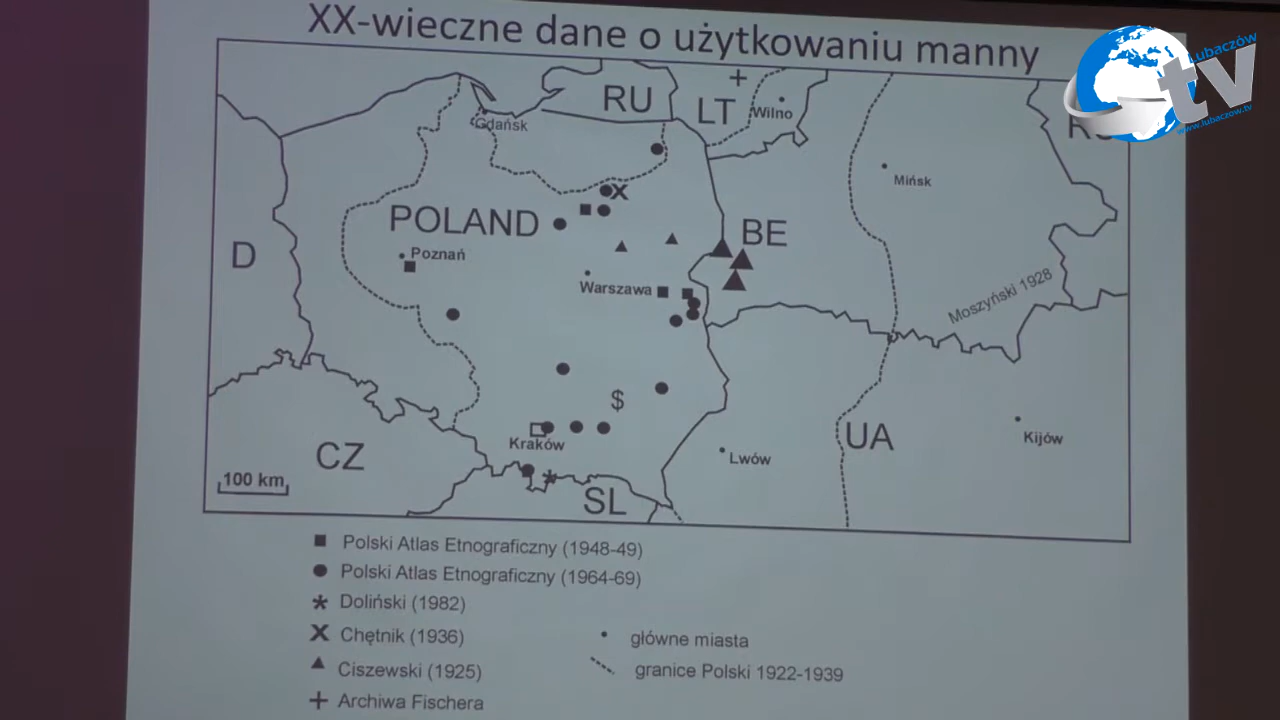 XX-wieczne dane o użytkowaniu manny
Lubaczów
tv
www.lubaczow.tv
RU
LT
Wilno
Gdańsk
Mińsk
POLAND
BE
D
Poznań
Warszawa
Moszyński 1928
$
Kraków
UA
Kijów
CZ
Lwów
100 km
SL
Polski Atlas Etnograficzny (1948-49)
Polski Atlas Etnograficzny (1964-69)
Doliński (1982)
Chętnik (1936)
główne miasta
Ciszewski (1925)
granice Polski 1922-1939
Archiwa Fischera